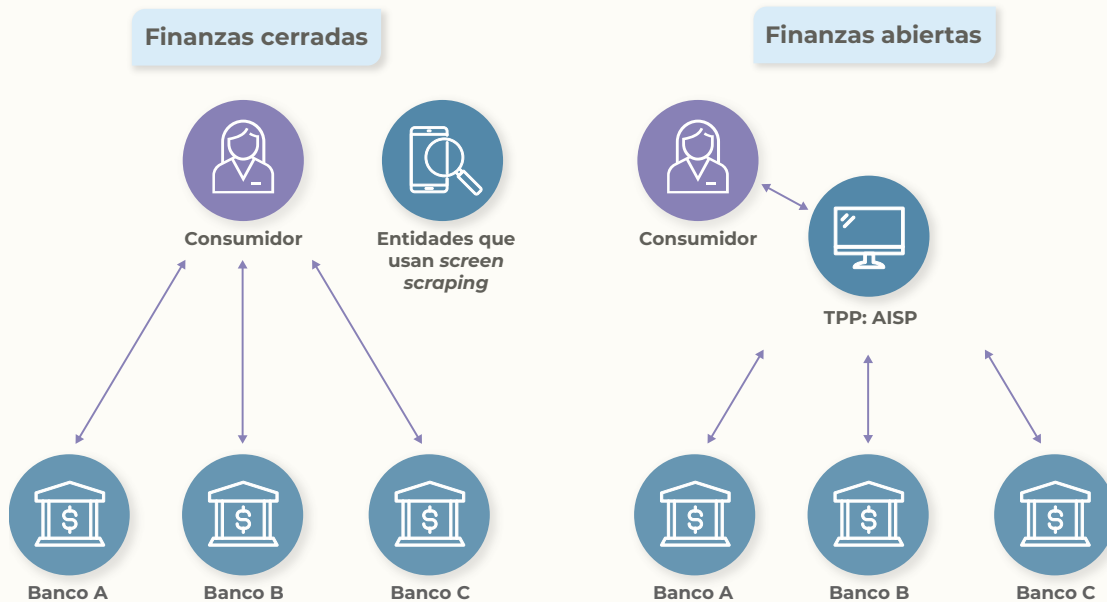 Finanzas cerradas
Consumidor
Entidades que
usan screen
scraping
$
Banco A
$
Banco B
$
Banco C
Finanzas abiertas
Consumidor
TPP: AISP
$
Banco A
$
Banco B
$
Banco C